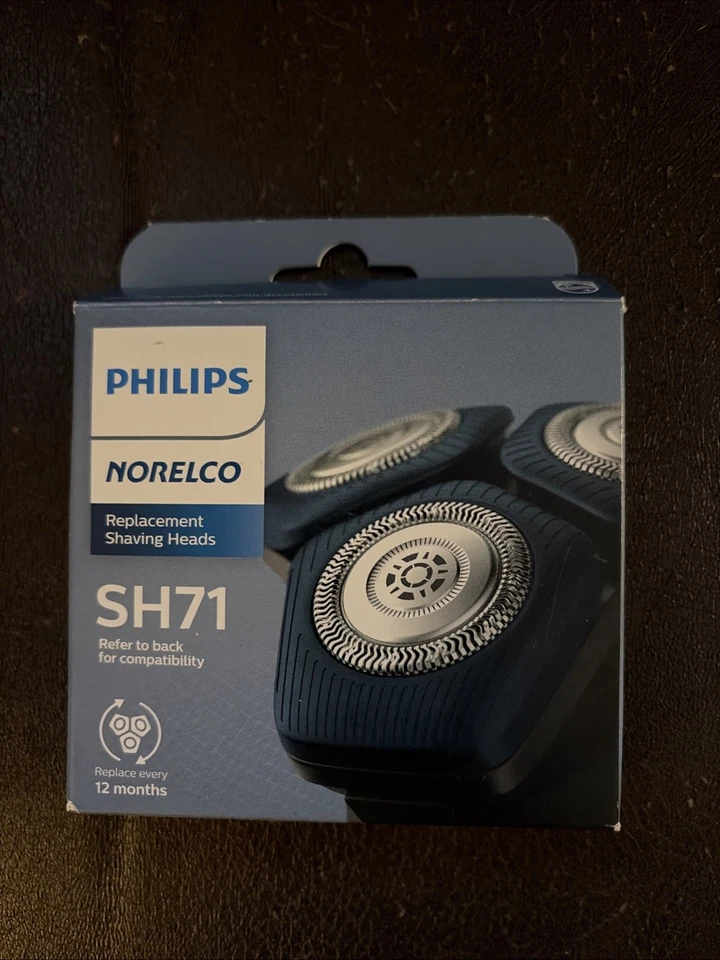 PHILIPS
NORELCO
Replacement
Shaving Heads
SH71
Refer to back
for compatibility
Replace every
12 months